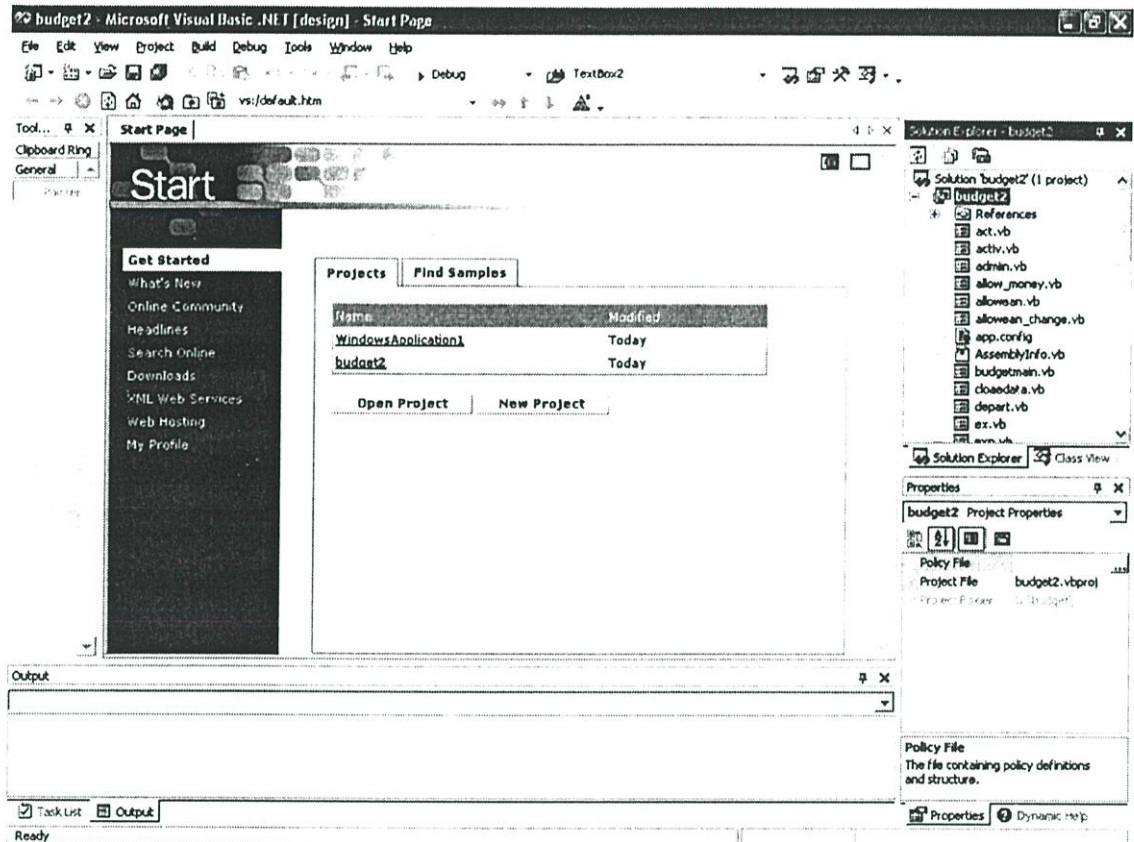 budget2 - Microsoft Visual Basic .NET [design] - Start Page
File Edit View Project Build Debug Tools Window Help
Debug TextBox2
vs:/default.htm
Tool...
Clipboard Ring
General
Pointer
Start Page
Start
Get Started
What's New
Online Community
Headlines
Search Online
Downloads
XML Web Services
Web Hosting
My Profile
Projects Find Samples
Name Modified
WindowsApplication1 Today
budget2 Today
Open Project New Project
Solution Explorer - budget2
Solution 'budget2' (1 project)
budget2
References
act.vb
activ.vb
admin.vb
allow_money.vb
allowean.vb
allowean_change.vb
app.config
AssemblyInfo.vb
budgetmain.vb
depart.vb
ex.vb
exp.vb
Solution Explorer Class View
Properties
budget2 Project Properties
Policy File
Project File budget2.vbproj
Project Folder
Policy File
The file containing policy definitions
and structure.
Properties Dynamic Help
Output
Task List Output
Ready